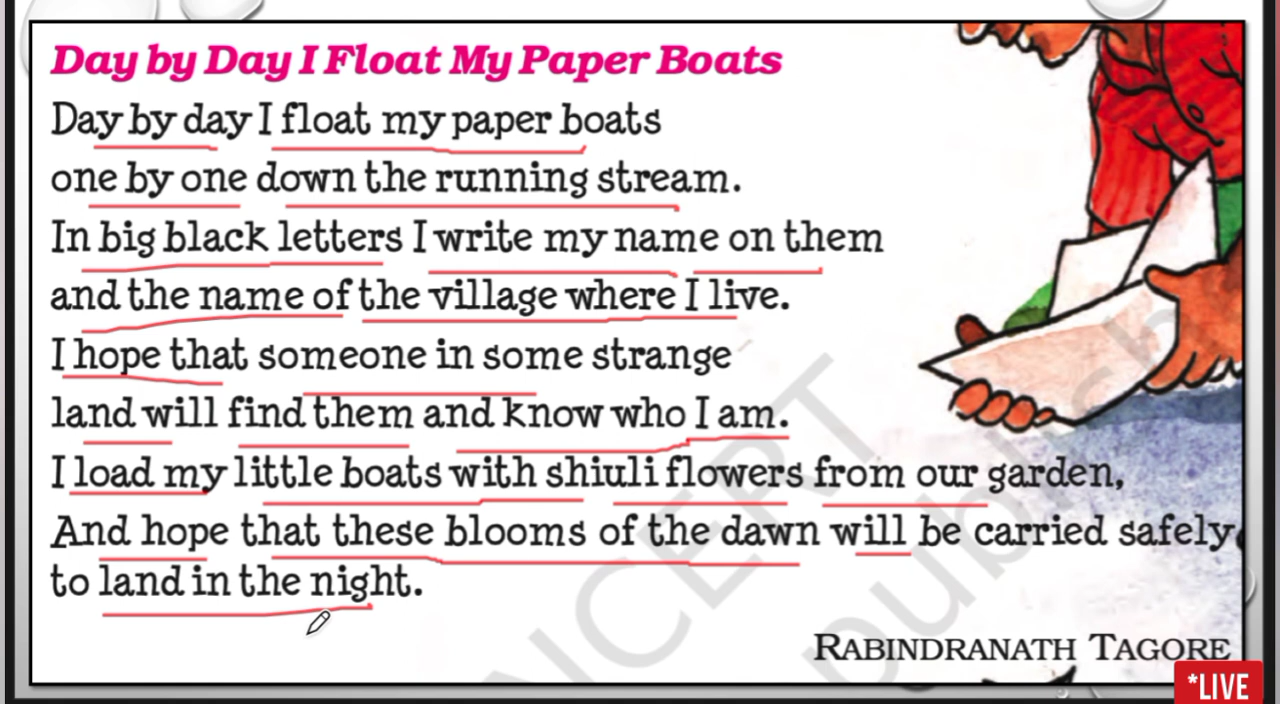 Day by Day I Float My Paper Boats
Day by day I float my paper boats
one by one down the running stream.
In big black letters I write my name on them
and the name of the village where I live.
I hope that someone in some strange
land will find them and know who I am.
I load my little boats with shiuli flowers from our garden,
And hope that these blooms of the dawn will be carried safely
to land in the night.
RABINDRANATH TAGORE
*LIVE